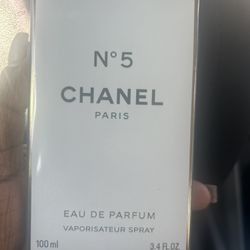 N°5
CHANEL
PARIS
EAU DE PARFUM
VAPORISATEUR SPRAY
100 ml 3.4 FL. OZ.